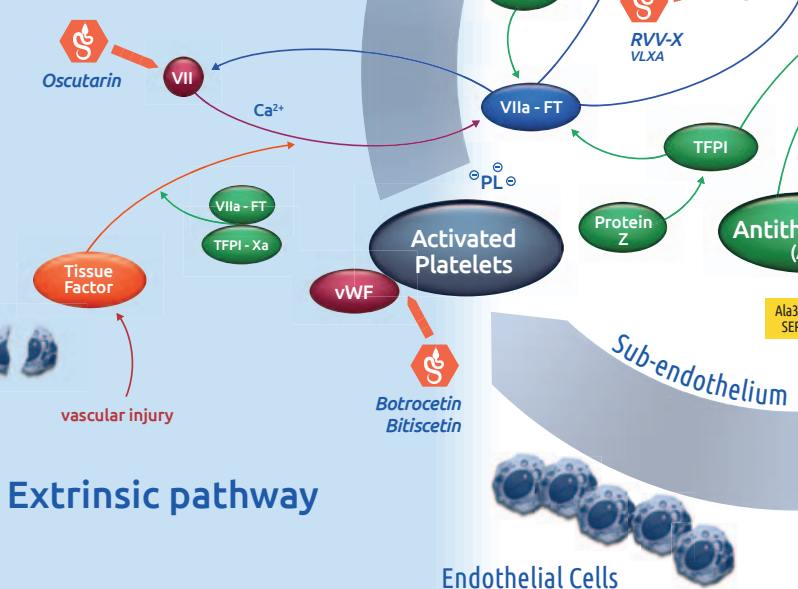 RVV-X
VLXA
Oscutarin
VII
Ca2+
VIIa - FT
TFPI
⊖PL⊖
⊖
VIIa - FT
TFPI - Xa
Protein
Z
Activated
Platelets
Tissue
Factor
vWF
vascular injury
Botrocetin
Bitiscetin
Sub-endothelium
Extrinsic pathway
Endothelial Cells